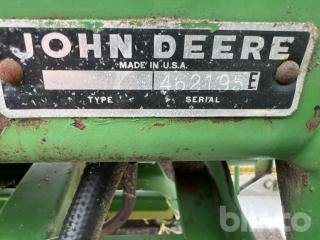 JOHN DEERE
MADE IN U.S.A.
462195E
TYPE SERIAL